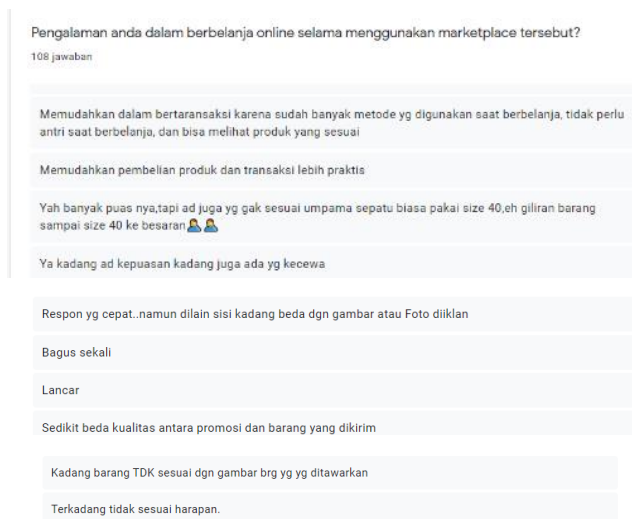 Pengalaman anda dalam berbelanja online selama menggunakan marketplace tersebut?
108 jawaban
Memudahkan dalam bertaransaksi karena sudah banyak metode yg digunakan saat berbelanja, tidak perlu
antri saat berbelanja, dan bisa melihat produk yang sesuai
Memudahkan pembelian produk dan transaksi lebih praktis
Yah banyak puas nya,tapi ad juga yg gak sesuai umpama sepatu biasa pakai size 40,eh giliran barang
sampai size 40 ke besaran🤦🤦
Ya kadang ad kepuasan kadang juga ada yg kecewa
Respon yg cepat..namun dilain sisi kadang beda dgn gambar atau Foto diiklan
Bagus sekali
Lancar
Sedikit beda kualitas antara promosi dan barang yang dikirim
Kadang barang TDK sesuai dgn gambar brg yg yg ditawarkan
Terkadang tidak sesuai harapan.